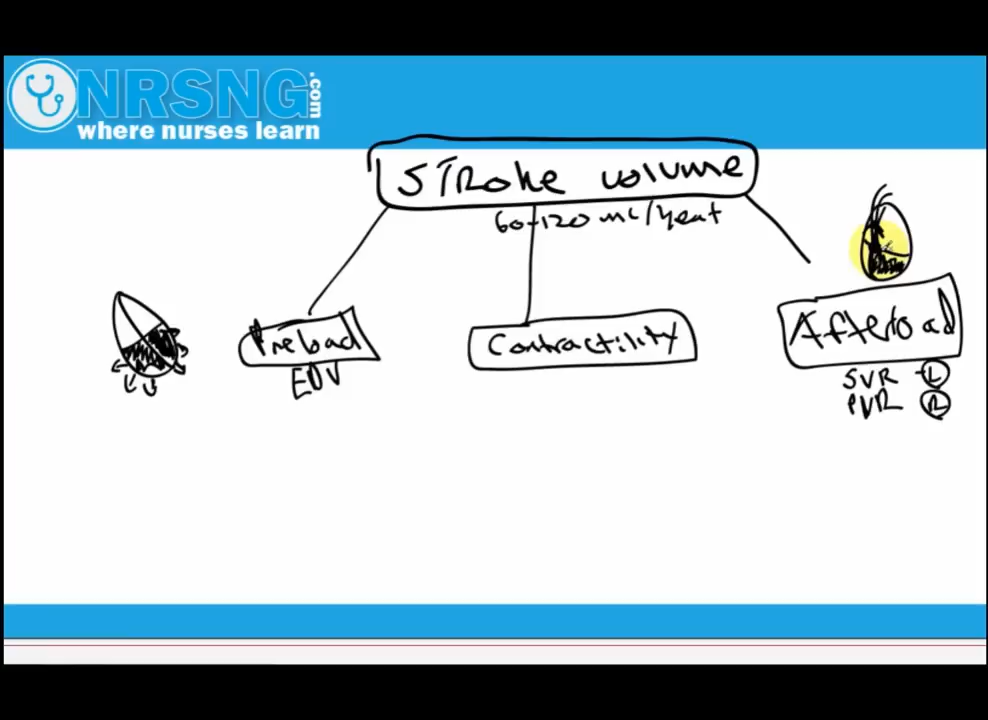 NRSNG.com
where nurses learn
Stroke volume
60-120 mL/beat
Preload
EDV
Contractility
Afterload
SVR L
PVR R